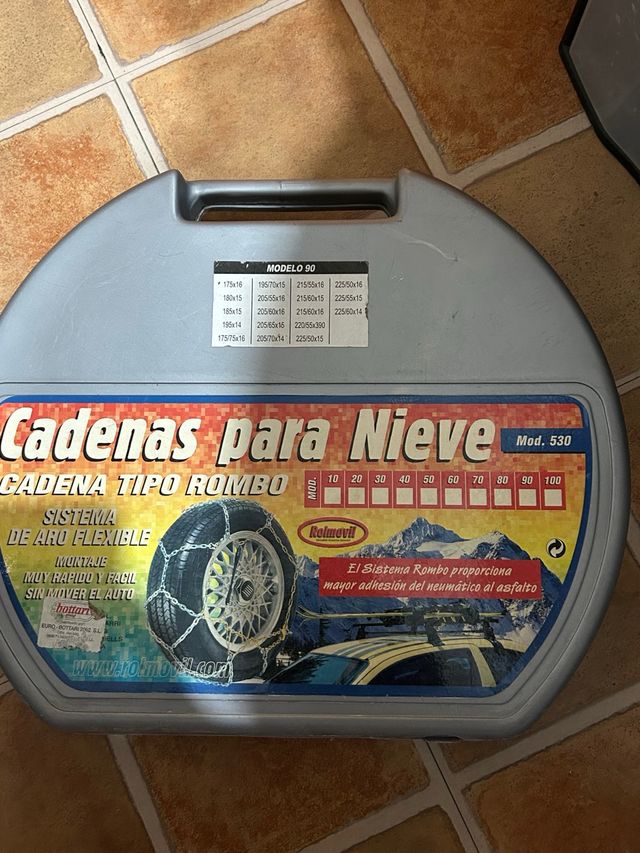 MODELO 90
175x16 195/70x15 215/55x16 225/50x16
180x15 205/55x16 215/60x15 225/55x15
185x15 205/60x16 215/60x16 225/60x14
195x14 205/65x15 220/55x390
175/75x16 205/70x14 225/50x15
Cadenas para Nieve
Mod. 530
CADENA TIPO ROMBO
MOD. 10 20 30 40 50 60 70 80 90 100
SISTEMA
DE ARO FLEXIBLE
Rolmovil
MONTAJE
MUY RAPIDO Y FACIL
SIN MOVER EL AUTO
El Sistema Rombo proporciona
mayor adhesión del neumático al asfalto
bottari
EURO-BOTTARI 2002 S.L.
www.rolmovil.com